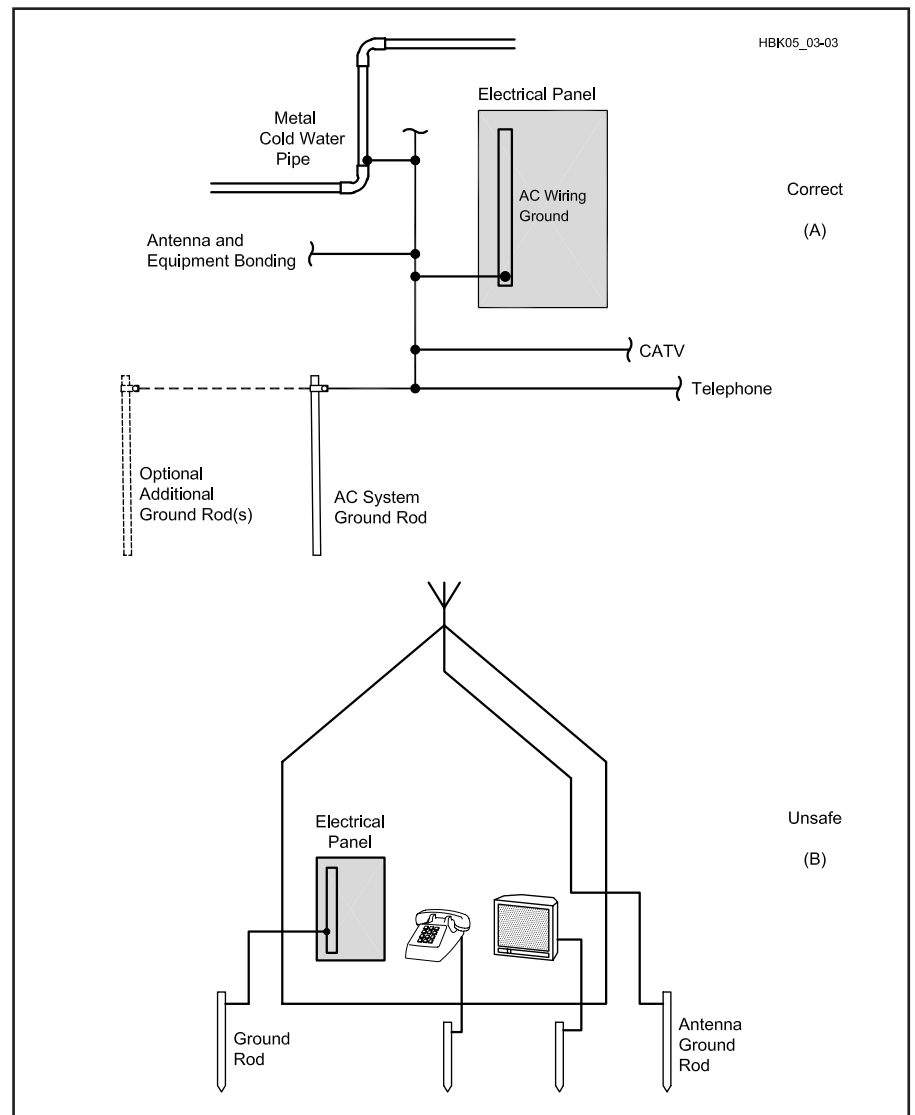 HBK05_03-03
Electrical Panel
Metal
Cold Water
Pipe
AC Wiring
Ground
Correct
(A)
Antenna and
Equipment Bonding
CATV
Telephone
Optional
Additional
Ground Rod(s)
AC System
Ground Rod
Electrical
Panel
Unsafe
(B)
Ground
Rod
Antenna
Ground
Rod